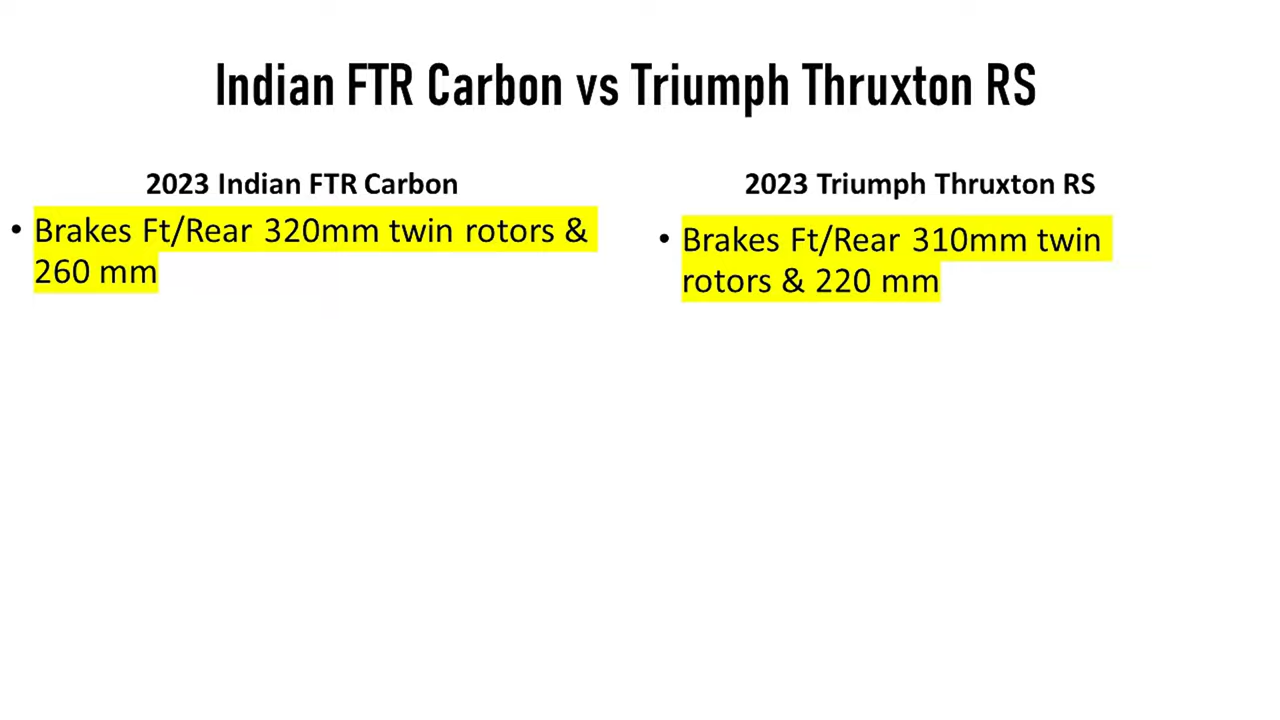 Indian FTR Carbon vs Triumph Thruxton RS
2023 Indian FTR Carbon
• Brakes Ft/Rear 320mm twin rotors &
260 mm
2023 Triumph Thruxton RS
• Brakes Ft/Rear 310mm twin
rotors & 220 mm